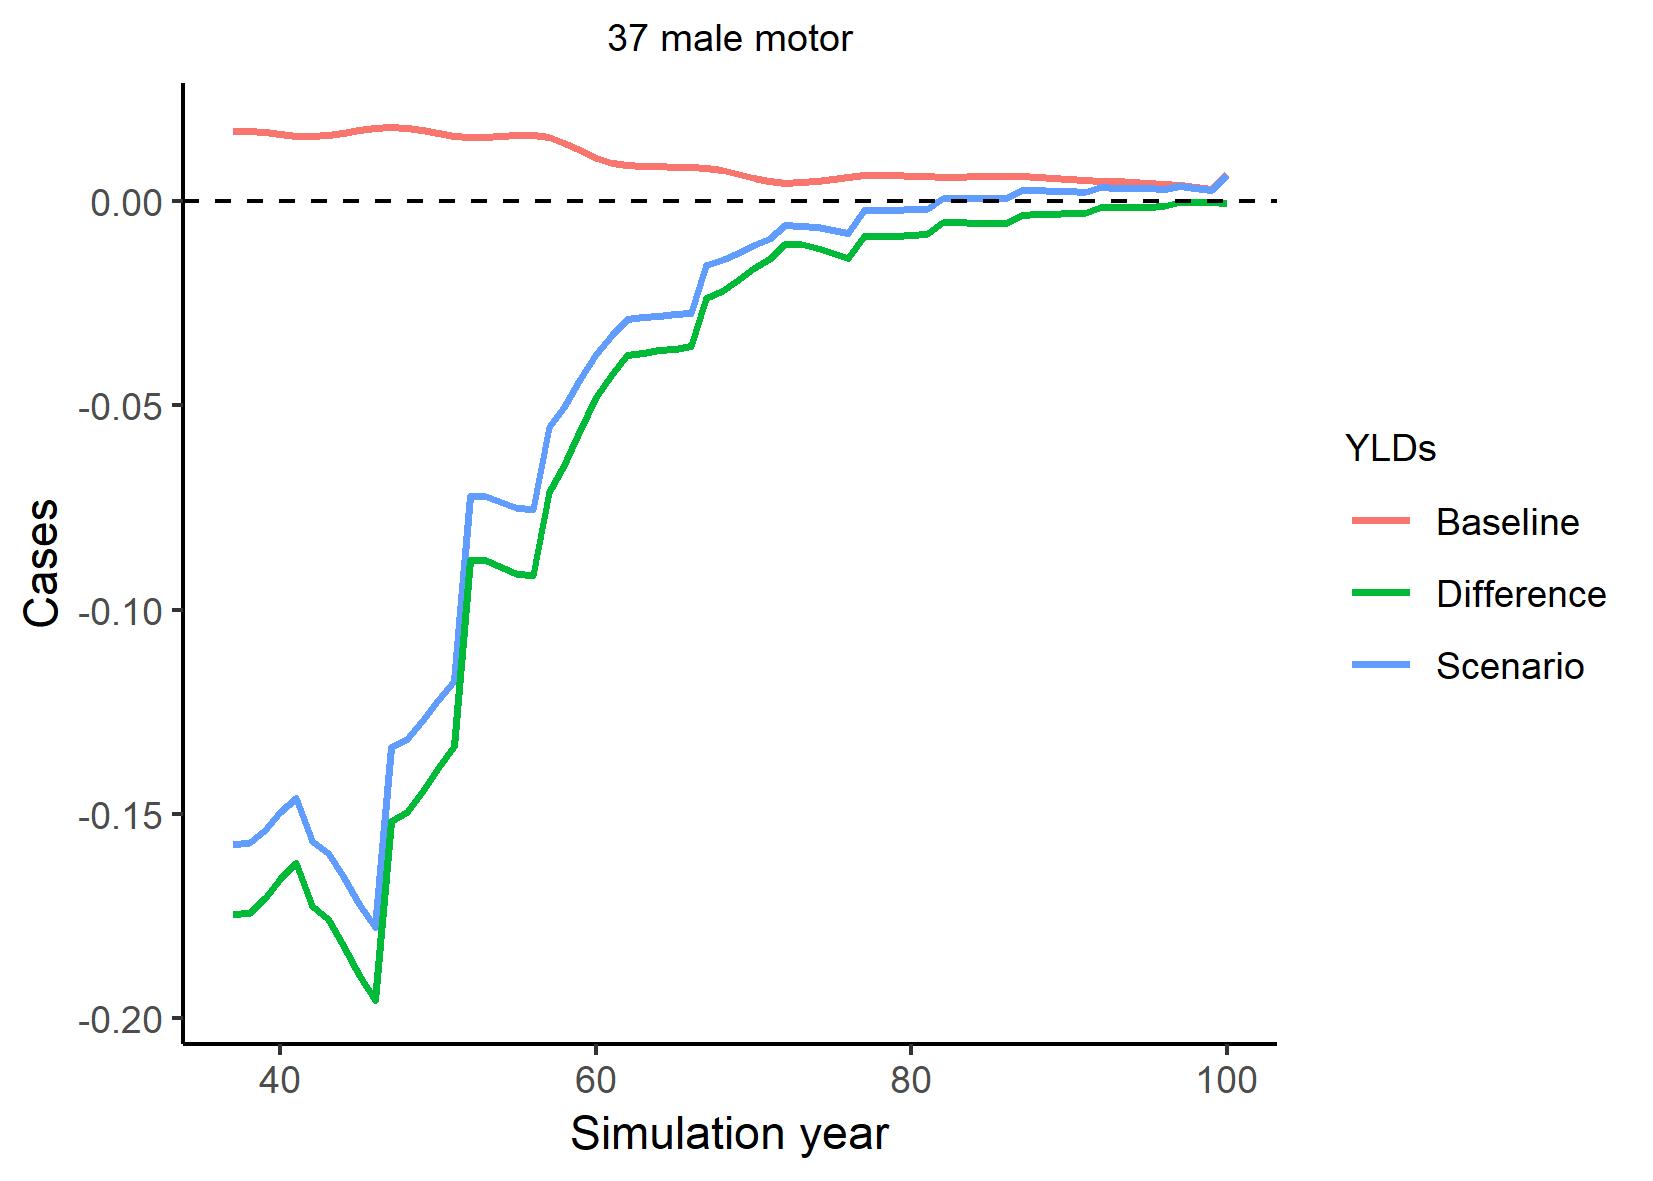 37 male motor
0.00
-0.05
-0.10
-0.15
-0.20
Cases
40 60 80 100
Simulation year
YLDs
Baseline
Difference
Scenario